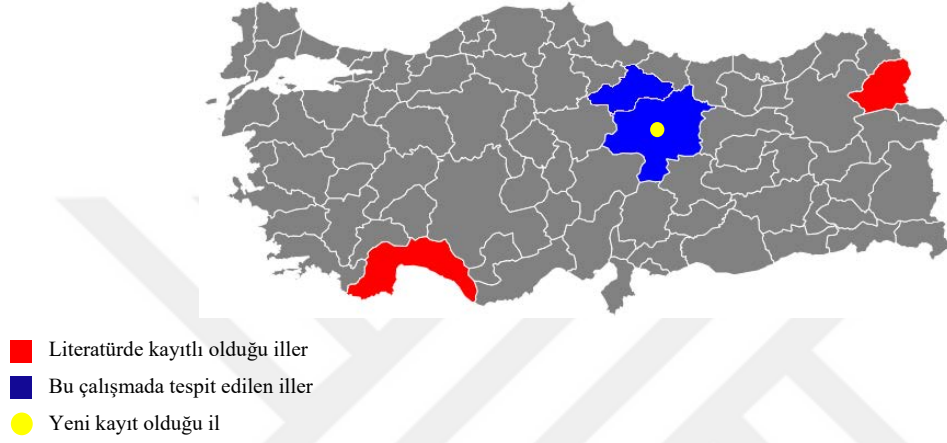 Literatürde kayıtlı olduğu iller
Bu çalışmada tespit edilen iller
Yeni kayıt olduğu il